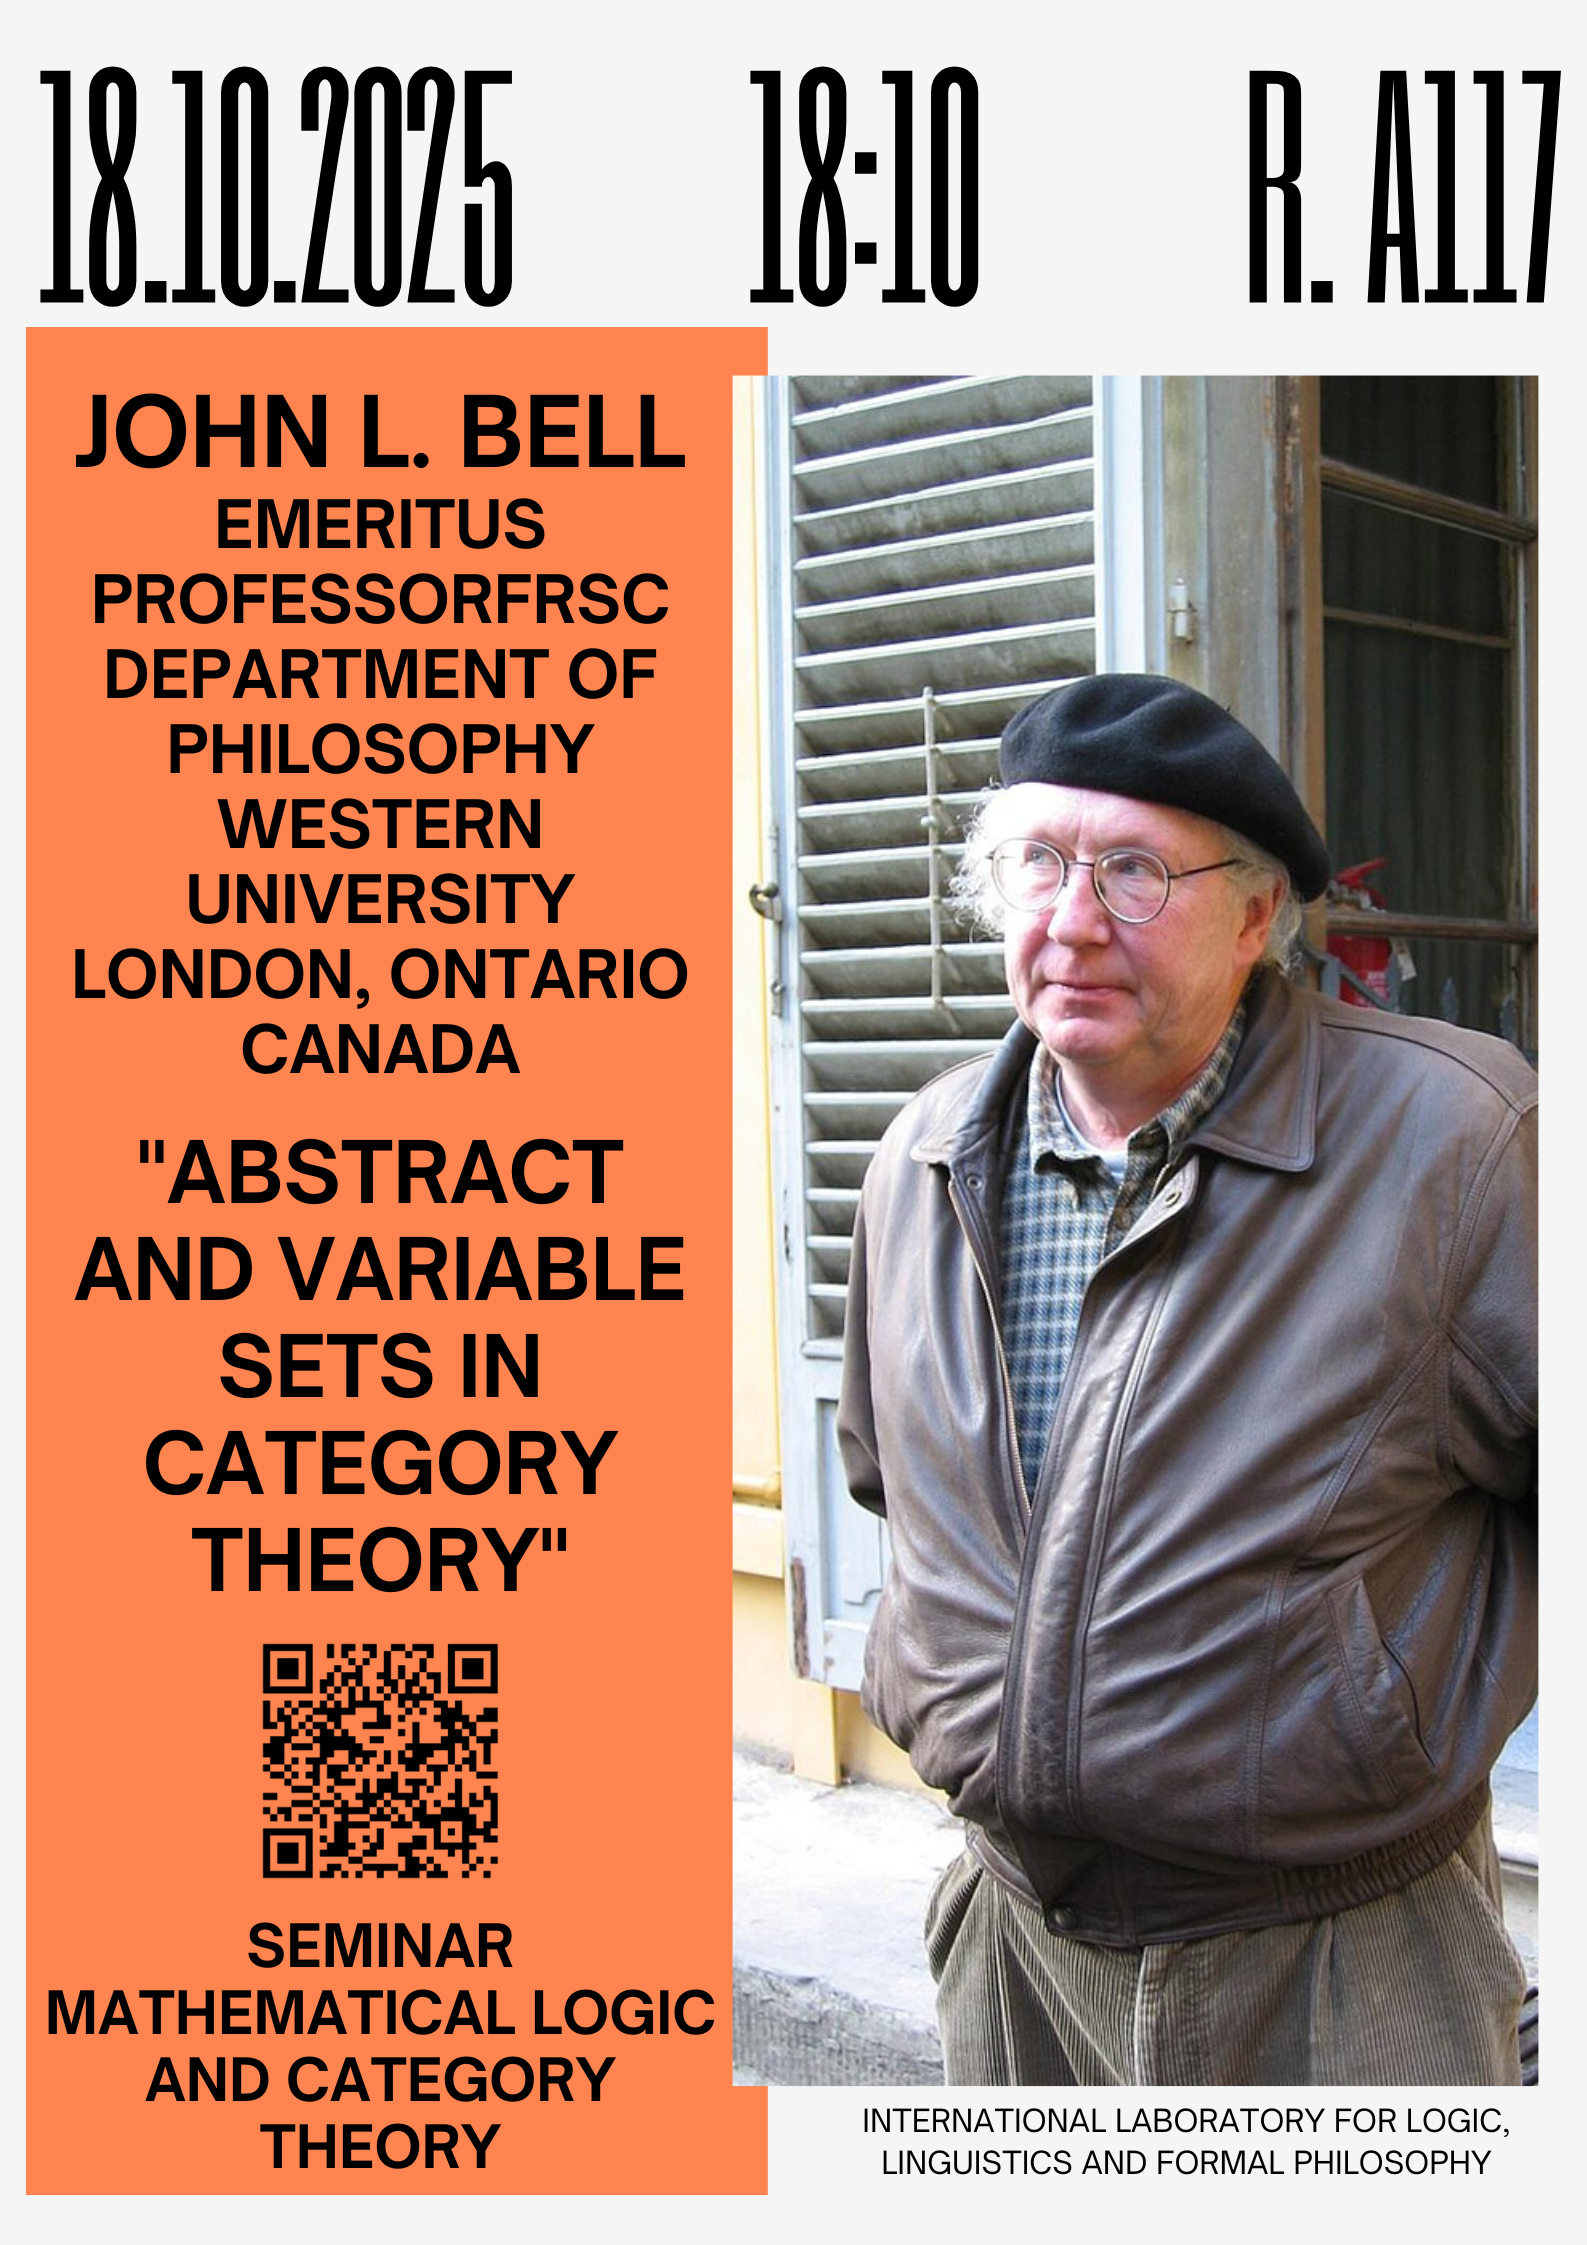 18.10.2025
18:10
R. A117
JOHN L. BELL
EMERITUS
PROFESSORFRSC
DEPARTMENT OF
PHILOSOPHY
WESTERN
UNIVERSITY
LONDON, ONTARIO
CANADA
"ABSTRACT
AND VARIABLE
SETS IN
CATEGORY
THEORY"
SEMINAR
MATHEMATICAL LOGIC
AND CATEGORY
THEORY
INTERNATIONAL LABORATORY FOR LOGIC,
LINGUISTICS AND FORMAL PHILOSOPHY